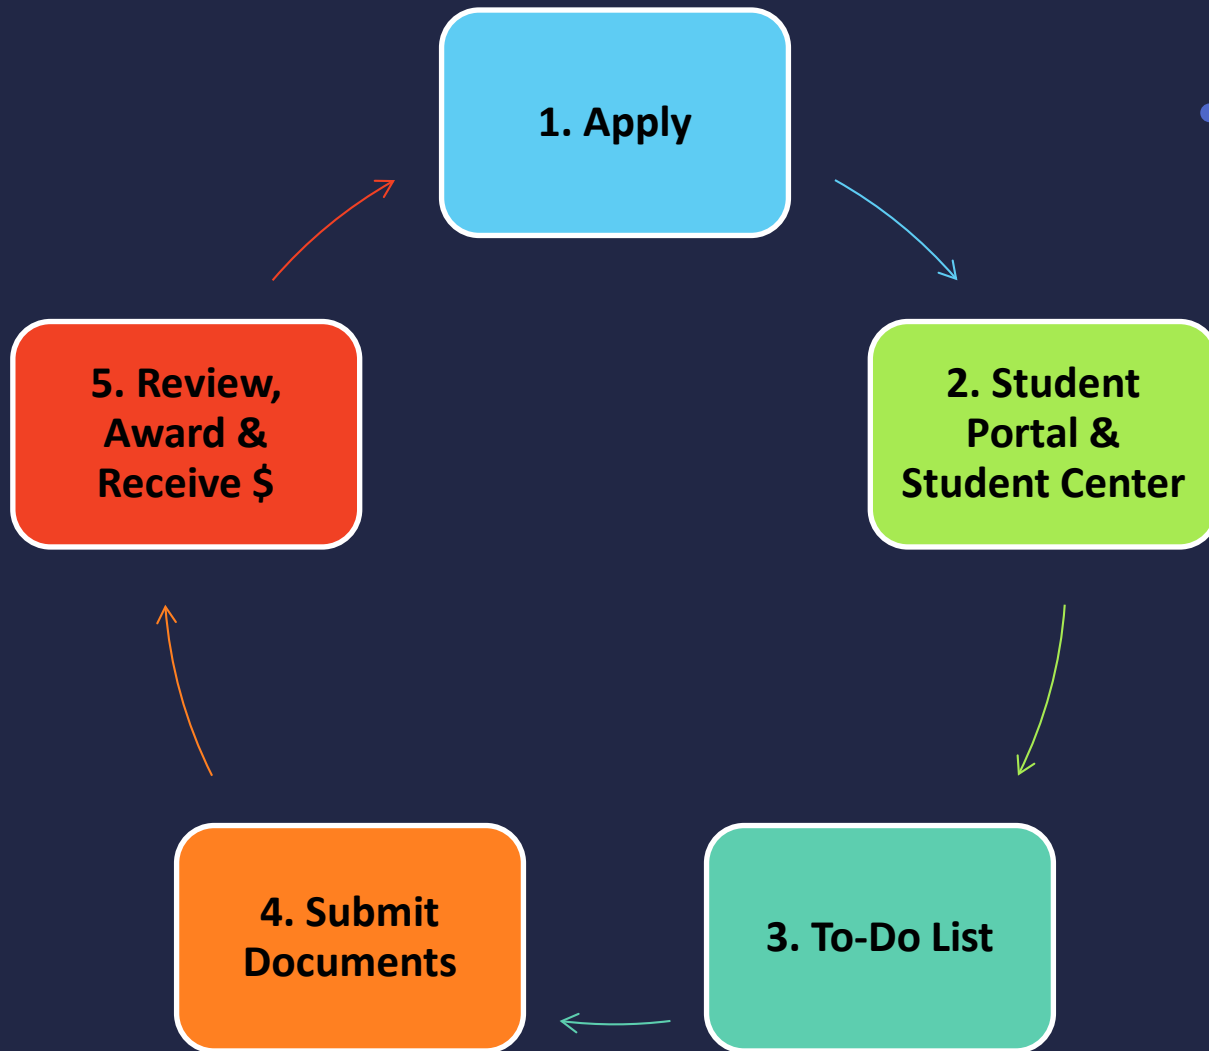 1. Apply
2. Student
Portal &
Student Center
3. To-Do List
4. Submit
Documents
5. Review,
Award &
Receive $